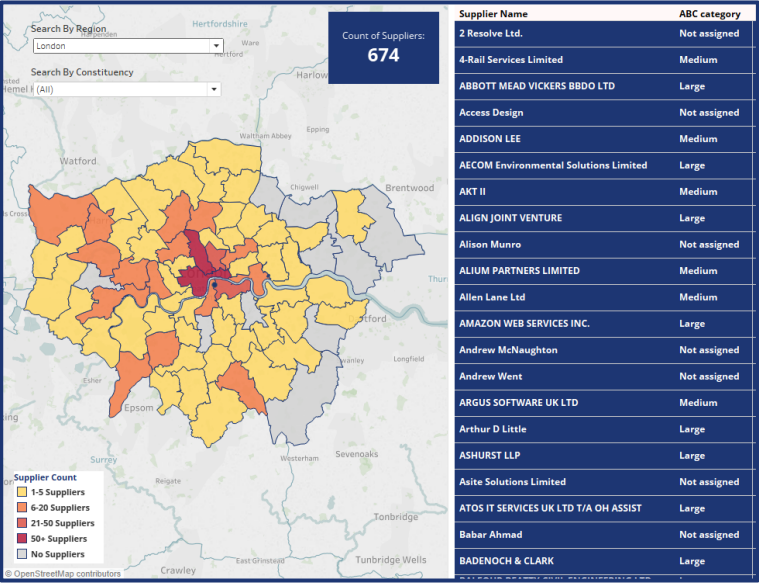 Search By Region
London
Search By Constituency
(All)
Count of Suppliers:
674
Hertfordshire
Harpenden
Ware
Hertford
Harlow
Hemel H
Epping
Waltham Abbey
Watford
Chigwell
Brentwood
Thur
Longfield
Esher
Epsom
Surrey
Westerham
Sevenoaks
Reigate
Tonbridge
Crawley
East Grinstead
Tunbridge Wells
Supplier Count
1-5 Suppliers
6-20 Suppliers
21-50 Suppliers
50+ Suppliers
No Suppliers
© OpenStreetMap contributors
Supplier Name ABC category
2 Resolve Ltd. Not assigned
4-Rail Services Limited Medium
ABBOTT MEAD VICKERS BBDO LTD Large
Access Design Not assigned
ADDISON LEE Medium
AECOM Environmental Solutions Limited Large
AKT II Medium
ALIGN JOINT VENTURE Large
Alison Munro Not assigned
ALIUM PARTNERS LIMITED Medium
Allen Lane Ltd Medium
AMAZON WEB SERVICES INC. Large
Andrew McNaughton Not assigned
Andrew Went Not assigned
ARGUS SOFTWARE UK LTD Medium
Arthur D Little Large
ASHURST LLP Large
Asite Solutions Limited Not assigned
ATOS IT SERVICES UK LTD T/A OH ASSIST Large
Babar Ahmad Not assigned
BADENOCH & CLARK Large